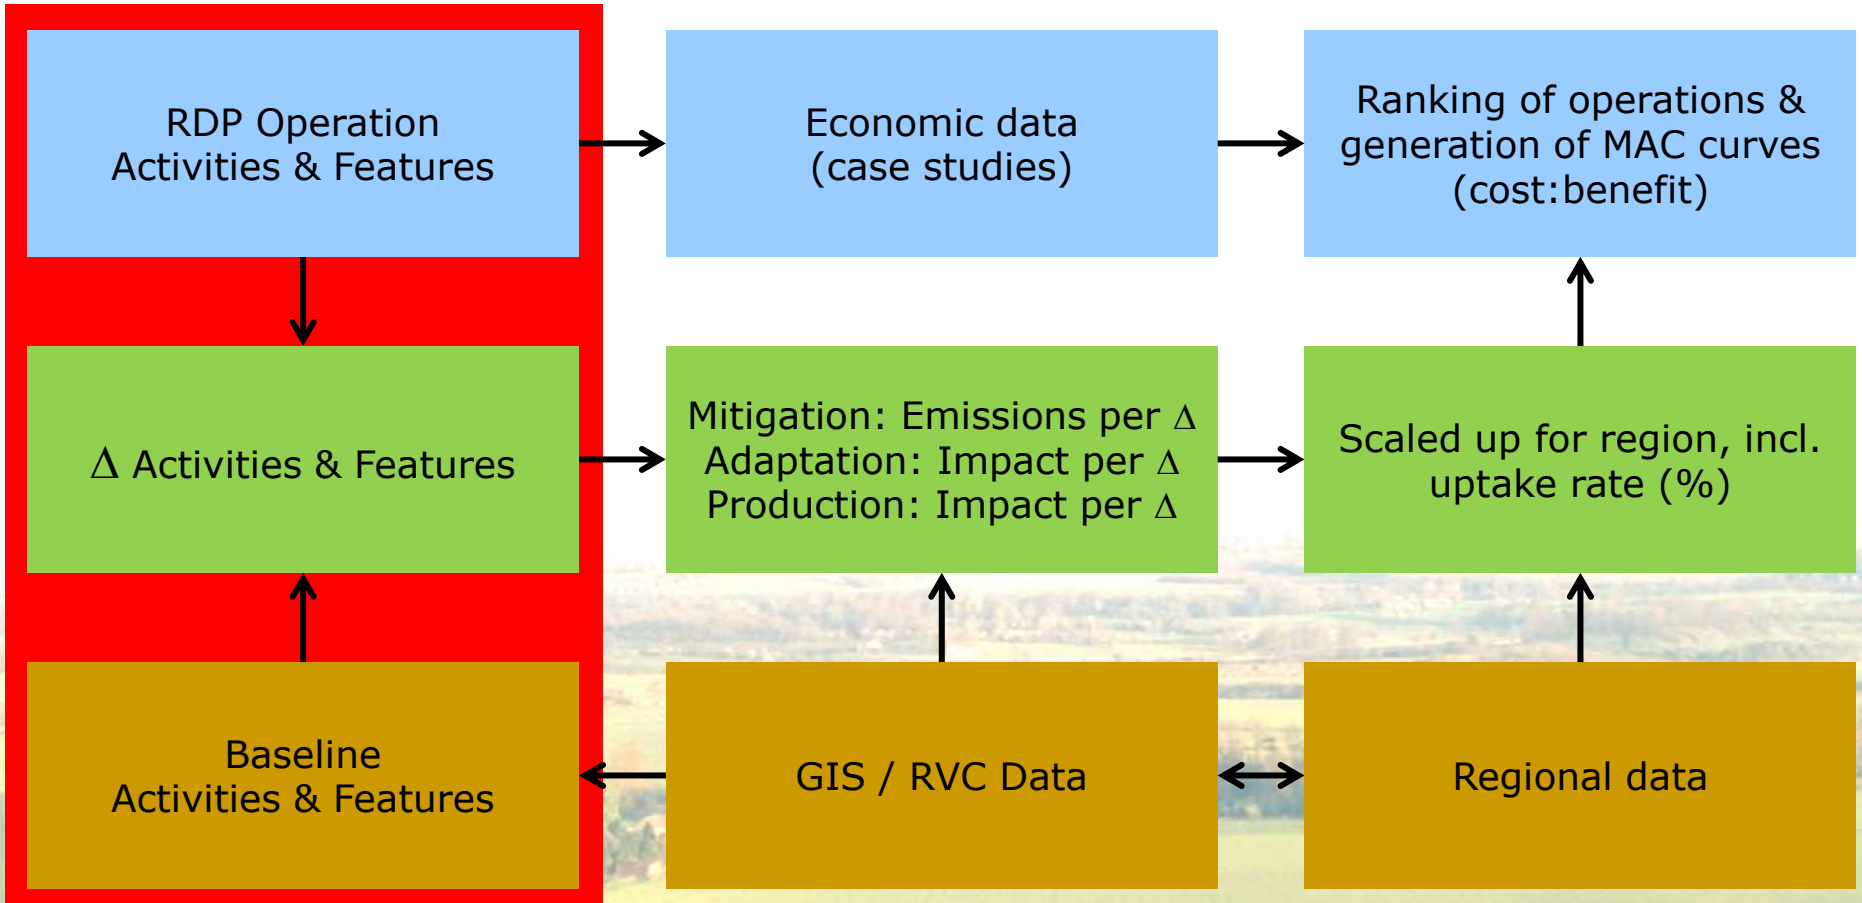 RDP Operation
Activities & Features
Economic data
(case studies)
Ranking of operations &
generation of MAC curves
(cost:benefit)
Δ Activities & Features
Mitigation: Emissions per Δ
Adaptation: Impact per Δ
Production: Impact per Δ
Scaled up for region, incl.
uptake rate (%)
Baseline
Activities & Features
GIS / RVC Data
Regional data